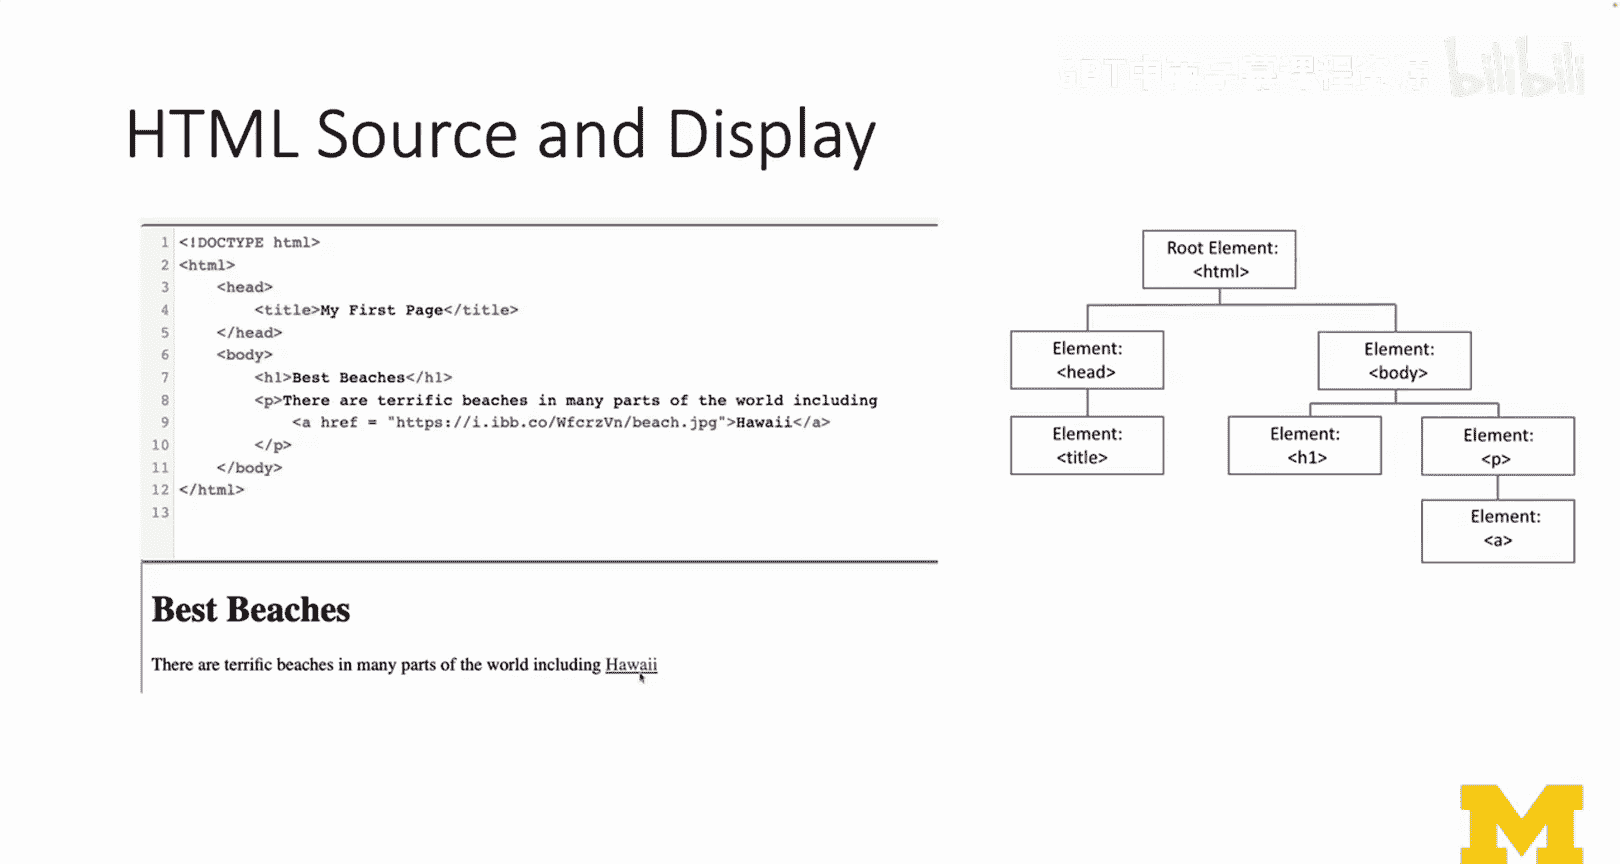 bilibili
HTML Source and Display
1 <!DOCTYPE html>
2 <html>
3 <head>
4 <title>My First Page</title>
5 </head>
6 <body>
7 <h1>Best Beaches</h1>
8 <p>There are terrific beaches in many parts of the world including
9 <a href = "https://i.ibb.co/WfcrzVn/beach.jpg">Hawaii</a>
10 </p>
11 </body>
12 </html>
13
Best Beaches
There are terrific beaches in many parts of the world including Hawaii
Root Element:
<html>
Element:
<head>
Element:
<body>
Element:
<title>
Element:
<h1>
Element:
<p>
Element:
<a>
M